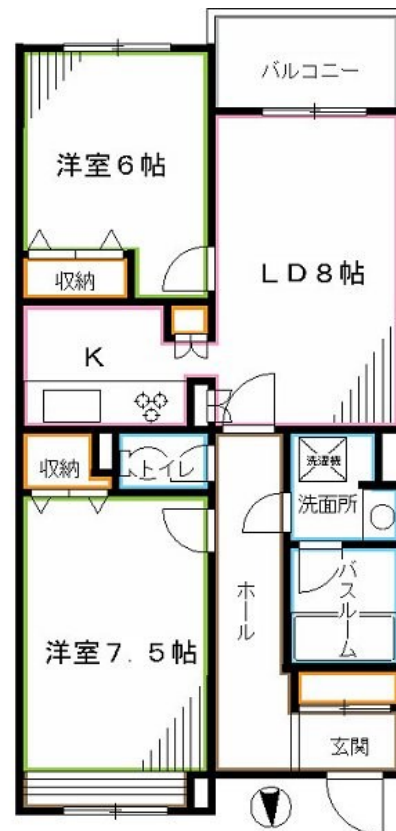 バルコニー
洋室6帖
LD8帖
収納
K
収納
トイレ
洗濯機
洗面所
ホール
バスルーム
洋室7.5帖
玄関